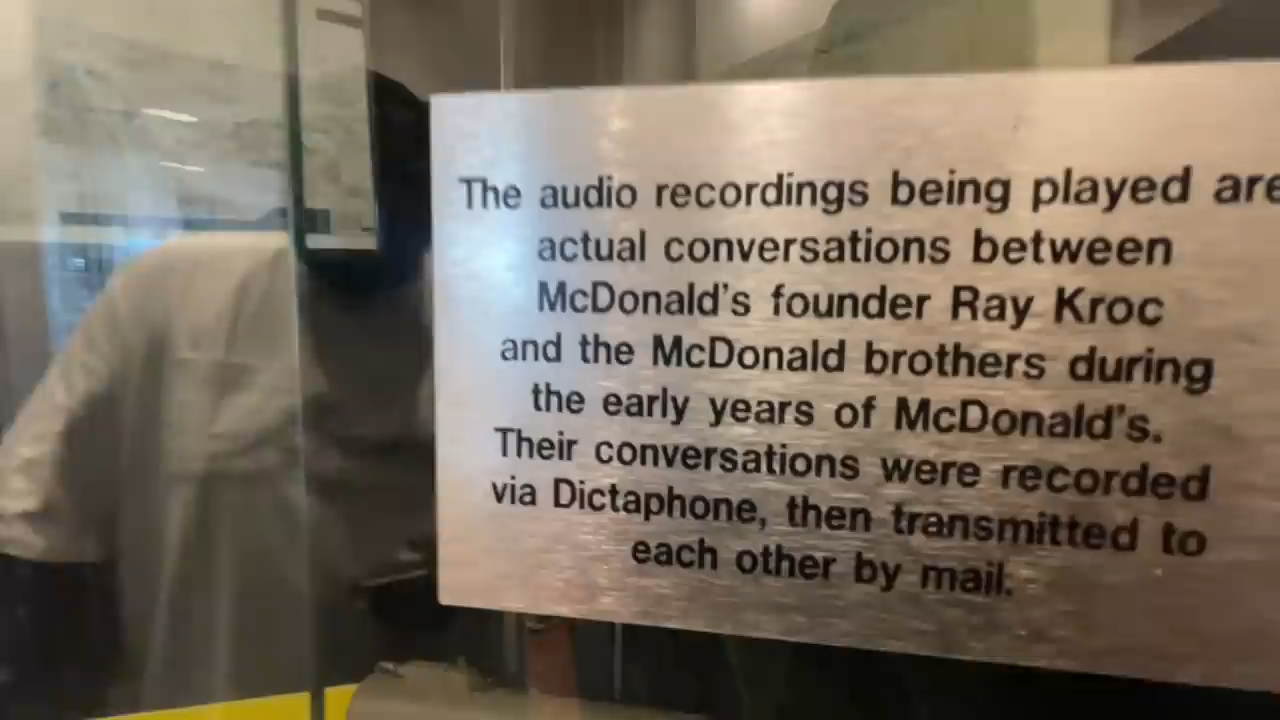 The audio recordings being played are
actual conversations between
McDonald's founder Ray Kroc
and the McDonald brothers during
the early years of McDonald's.
Their conversations were recorded
via Dictaphone, then transmitted to
each other by mail.